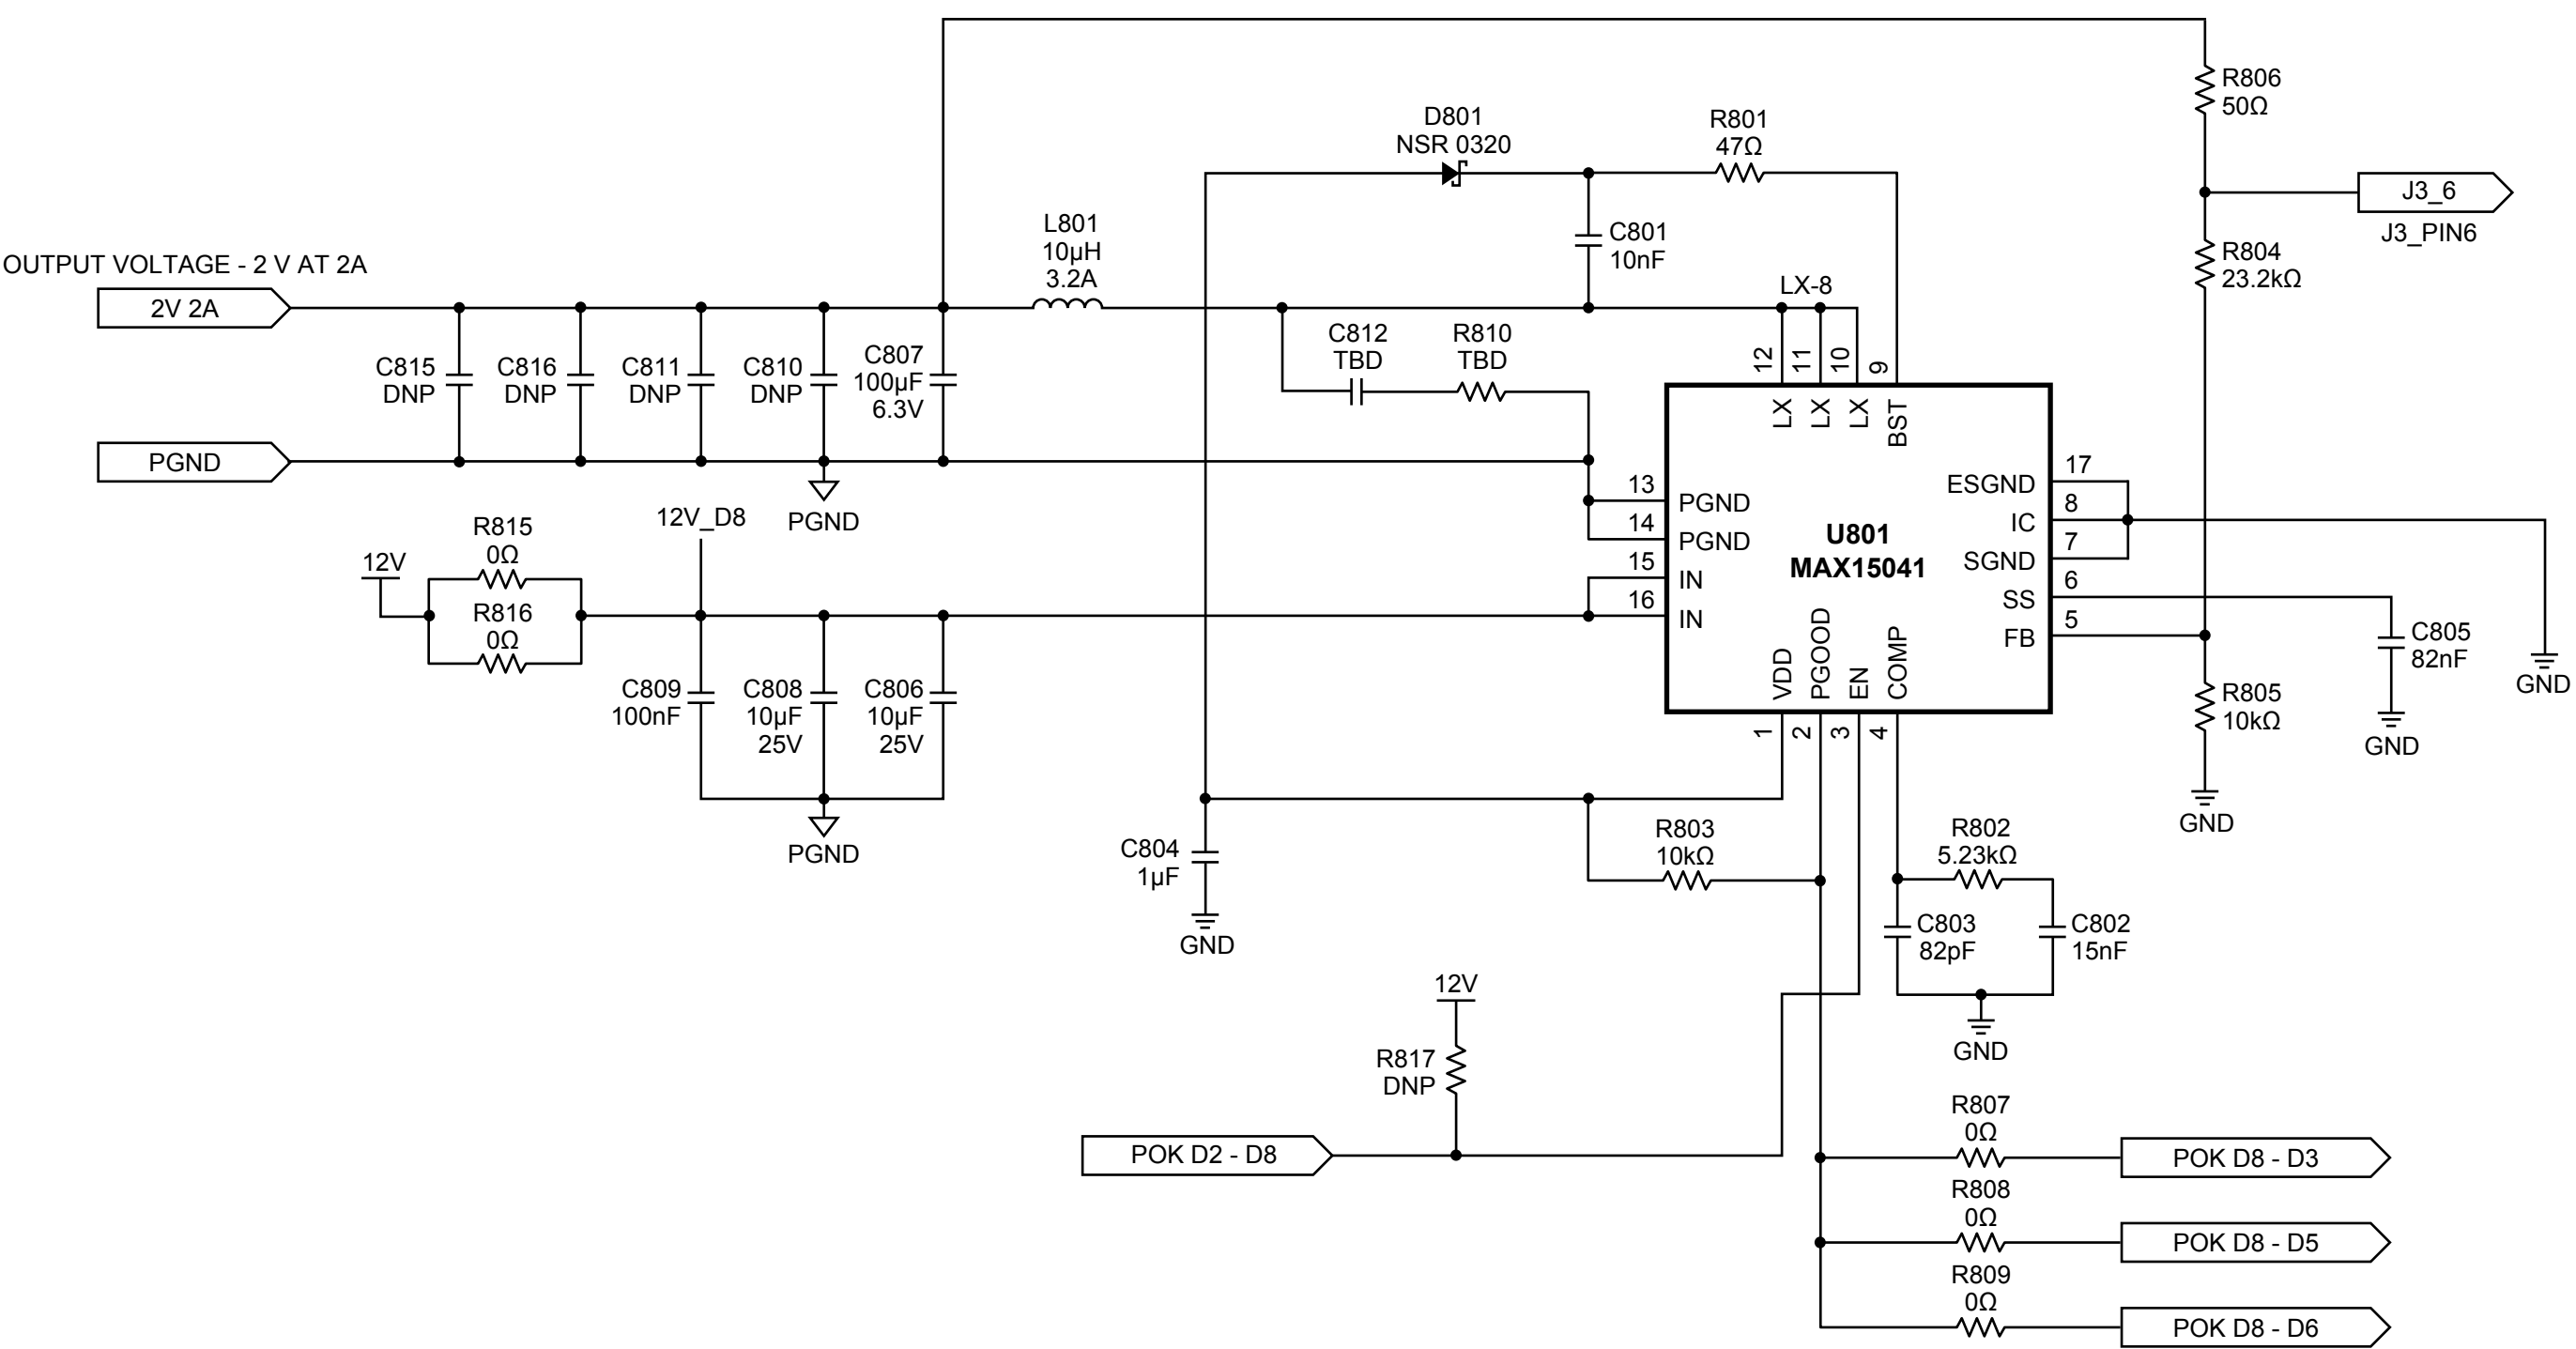 R806
50Ω
D801
NSR 0320
R801
47Ω
J3_6
J3_PIN6
L801
10µH
3.2A
C801
10nF
R804
23.2kΩ
OUTPUT VOLTAGE - 2 V AT 2A
2V 2A
LX-8
C815
DNP
C816
DNP
C811
DNP
C810
DNP
C807
100µF
6.3V
C812
TBD
R810
TBD
12
11
10
9
LX
LX
LX
BST
PGND
PGND
12V_D8
R815
0Ω
12V
R816
0Ω
13
PGND
14
PGND
15
IN
16
IN
U801
MAX15041
ESGND
17
IC
8
SGND
7
SS
6
FB
5
VDD
PGOOD
EN
COMP
1
2
3
4
C805
82nF
GND
GND
R805
10kΩ
GND
C809
100nF
C808
10µF
25V
C806
10µF
25V
PGND
C804
1µF
GND
R803
10kΩ
R802
5.23kΩ
C803
82pF
C802
15nF
GND
12V
R817
DNP
POK D2 - D8
R807
0Ω
POK D8 - D3
R808
0Ω
POK D8 - D5
R809
0Ω
POK D8 - D6